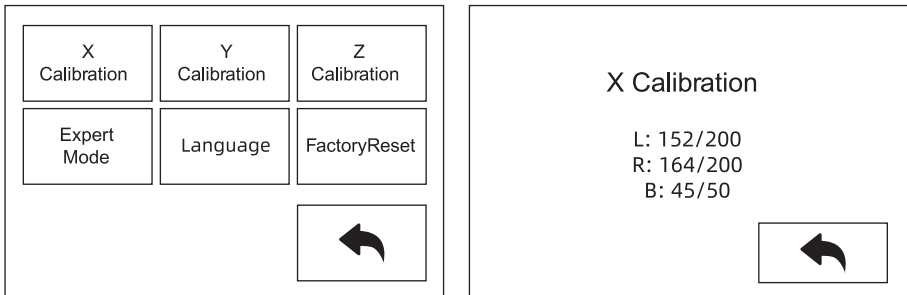 X
Calibration
Y
Calibration
Z
Calibration
Expert
Mode
Language
FactoryReset
X Calibration
L: 152/200
R: 164/200
B: 45/50